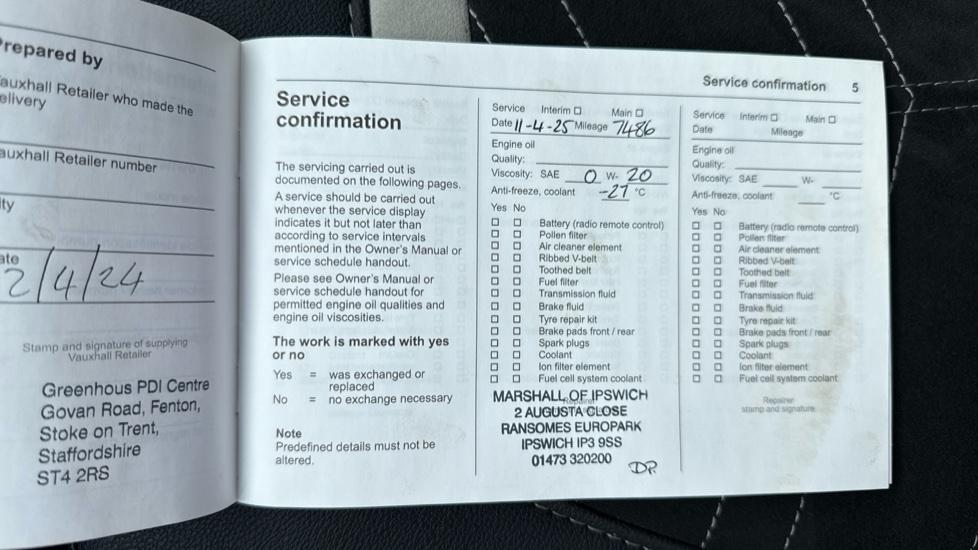 Prepared by
Vauxhall Retailer who made the
delivery
Vauxhall Retailer number
ate
2/4/24
Stamp and signature of supplying
Vauxhall Retailer
Greenhous PDI Centre
Govan Road, Fenton,
Stoke on Trent,
Staffordshire
ST4 2RS
Service confirmation 5
Service
confirmation
The servicing carried out is
documented on the following pages.
A service should be carried out
whenever the service display
indicates it but not later than
according to service intervals
mentioned in the Owner's Manual or
service schedule handout.
Please see Owner's Manual or
service schedule handout for
permitted engine oil qualities and
engine oil viscosities.
The work is marked with yes
or no
Yes = was exchanged or
replaced
No = no exchange necessary
Note
Predefined details must not be
altered.
Service Interim ☐ Main ☐
Date 11-4-25 Mileage 7486
Engine oil
Quality:
Viscosity: SAE 0 W- 20
Anti-freeze, coolant -27 °C
Yes No
☐ ☐ Battery (radio remote control)
☐ ☐ Pollen filter
☐ ☐ Air cleaner element
☐ ☐ Ribbed V-belt
☐ ☐ Toothed belt
☐ ☐ Fuel filter
☐ ☐ Transmission fluid
☐ ☐ Brake fluid
☐ ☐ Tyre repair kit
☐ ☐ Brake pads front / rear
☐ ☐ Spark plugs
☐ ☐ Coolant
☐ ☐ Ion filter element
☐ ☐ Fuel cell system coolant
MARSHALL OF IPSWICH
2 AUGUSTA CLOSE
RANSOMES EUROPARK
IPSWICH IP3 9SS
01473 320200
DP
Service Interim ☐ Main ☐
Date Mileage
Engine oil
Quality:
Viscosity: SAE W-
Anti-freeze, coolant °C
Yes No
☐ ☐ Battery (radio remote control)
☐ ☐ Pollen filter
☐ ☐ Air cleaner element
☐ ☐ Ribbed V-belt
☐ ☐ Toothed belt
☐ ☐ Fuel filter
☐ ☐ Transmission fluid
☐ ☐ Brake fluid
☐ ☐ Tyre repair kit
☐ ☐ Brake pads front / rear
☐ ☐ Spark plugs
☐ ☐ Coolant
☐ ☐ Ion filter element
☐ ☐ Fuel cell system coolant
Repairer
stamp and signature